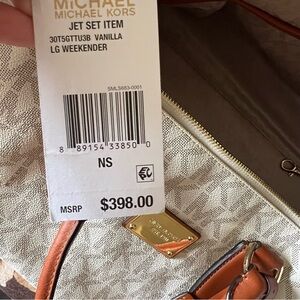 MICHAEL
MICHAEL KORS
JET SET ITEM
30T5GTTU3B VANILLA
LG WEEKENDER
SML5683-0001
8 89154 33850 0
NS
MSRP $398.00